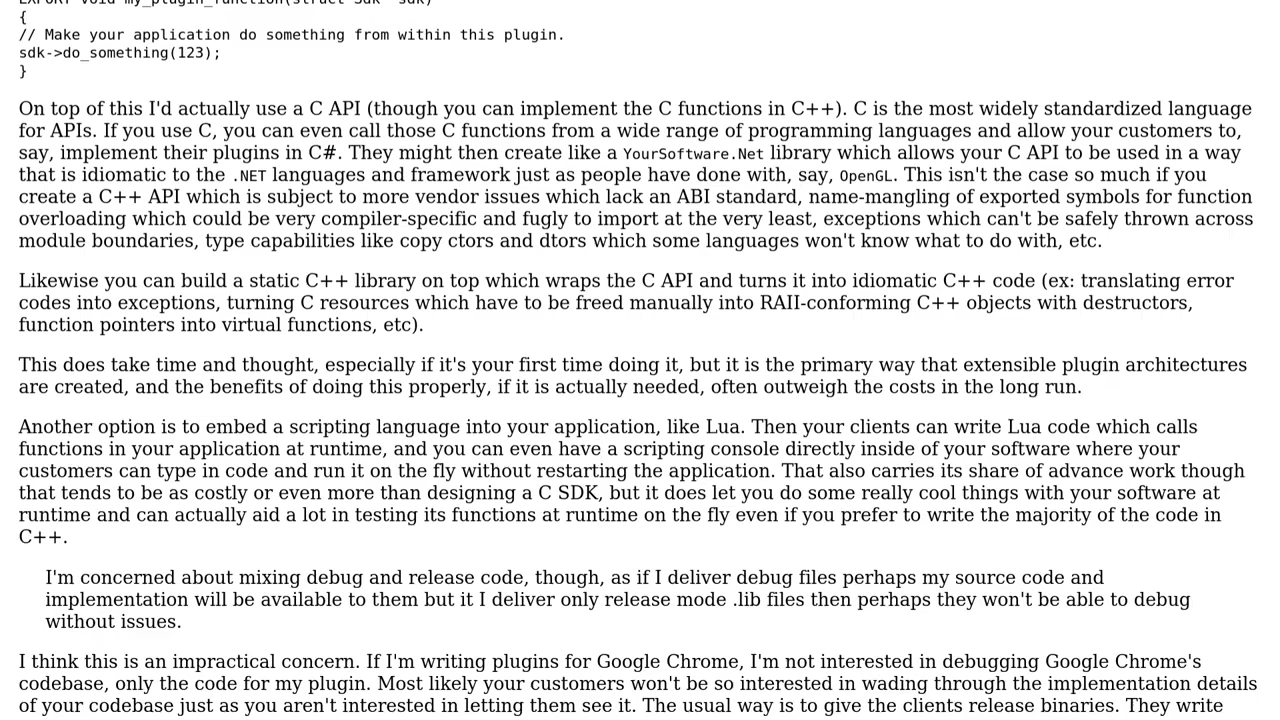 EXPORT void my_plugin_function(struct Sdk* sdk)
{
// Make your application do something from within this plugin.
sdk->do_something(123);
}
On top of this I'd actually use a C API (though you can implement the C functions in C++). C is the most widely standardized language
for APIs. If you use C, you can even call those C functions from a wide range of programming languages and allow your customers to,
say, implement their plugins in C#. They might then create like a YourSoftware.Net library which allows your C API to be used in a way
that is idiomatic to the .NET languages and framework just as people have done with, say, OpenGL. This isn't the case so much if you
create a C++ API which is subject to more vendor issues which lack an ABI standard, name-mangling of exported symbols for function
overloading which could be very compiler-specific and fugly to import at the very least, exceptions which can't be safely thrown across
module boundaries, type capabilities like copy ctors and dtors which some languages won't know what to do with, etc.
Likewise you can build a static C++ library on top which wraps the C API and turns it into idiomatic C++ code (ex: translating error
codes into exceptions, turning C resources which have to be freed manually into RAII-conforming C++ objects with destructors,
function pointers into virtual functions, etc).
This does take time and thought, especially if it's your first time doing it, but it is the primary way that extensible plugin architectures
are created, and the benefits of doing this properly, if it is actually needed, often outweigh the costs in the long run.
Another option is to embed a scripting language into your application, like Lua. Then your clients can write Lua code which calls
functions in your application at runtime, and you can even have a scripting console directly inside of your software where your
customers can type in code and run it on the fly without restarting the application. That also carries its share of advance work though
that tends to be as costly or even more than designing a C SDK, but it does let you do some really cool things with your software at
runtime and can actually aid a lot in testing its functions at runtime on the fly even if you prefer to write the majority of the code in
C++.
I'm concerned about mixing debug and release code, though, as if I deliver debug files perhaps my source code and
implementation will be available to them but it I deliver only release mode .lib files then perhaps they won't be able to debug
without issues.
I think this is an impractical concern. If I'm writing plugins for Google Chrome, I'm not interested in debugging Google Chrome's
codebase, only the code for my plugin. Most likely your customers won't be so interested in wading through the implementation details
of your codebase just as you aren't interested in letting them see it. The usual way is to give the clients release binaries. They write